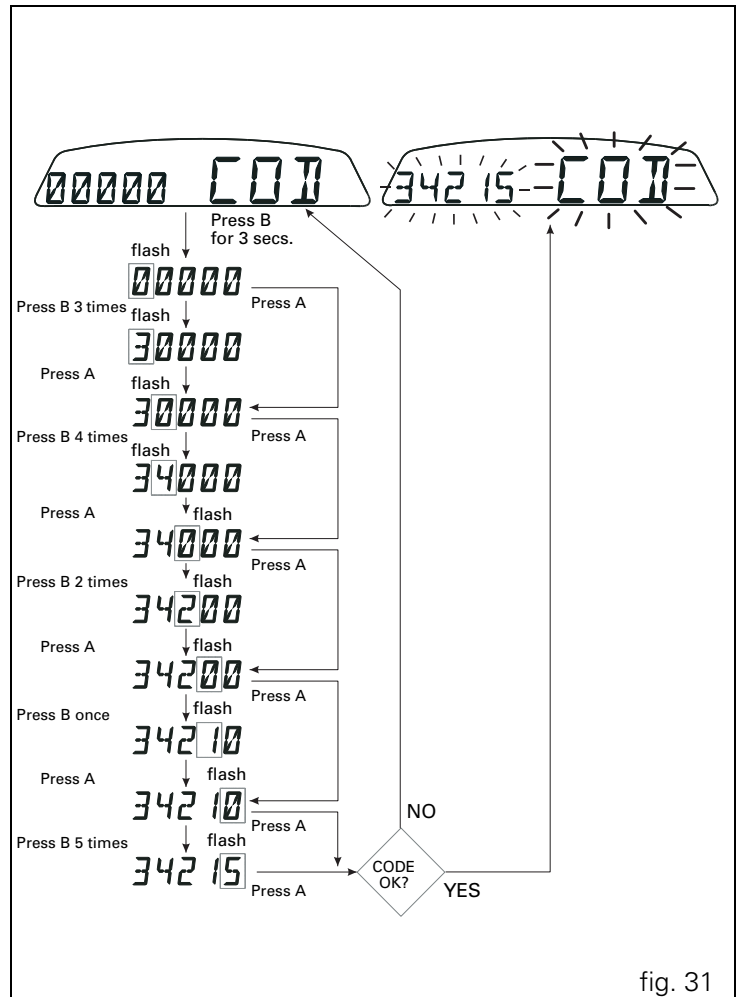 00000 COD
34215 COD
Press B
for 3 secs.
flash
00000
Press B 3 times
Press A
flash
30000
Press A
flash
30000
Press B 4 times
Press A
flash
34000
Press A
flash
34000
Press B 2 times
Press A
flash
34200
Press A
flash
34200
Press B once
Press A
flash
34210
Press A
flash
34210
Press B 5 times
Press A
flash
34215
Press A
CODE
OK?
NO
YES
fig. 31